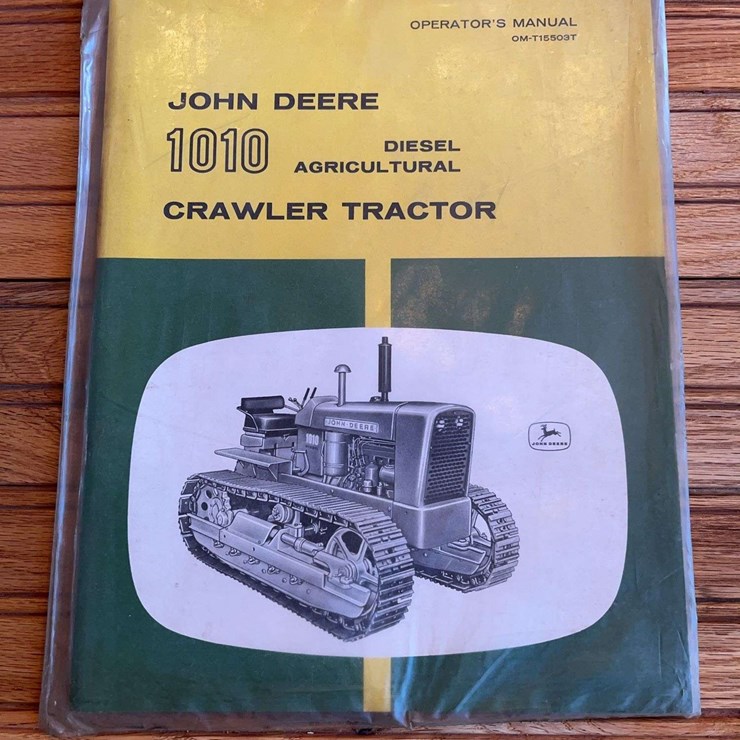 OPERATOR'S MANUAL
OM-T15503T
JOHN DEERE
1010 DIESEL
AGRICULTURAL
CRAWLER TRACTOR
JOHN DEERE
1010
JOHN DEERE